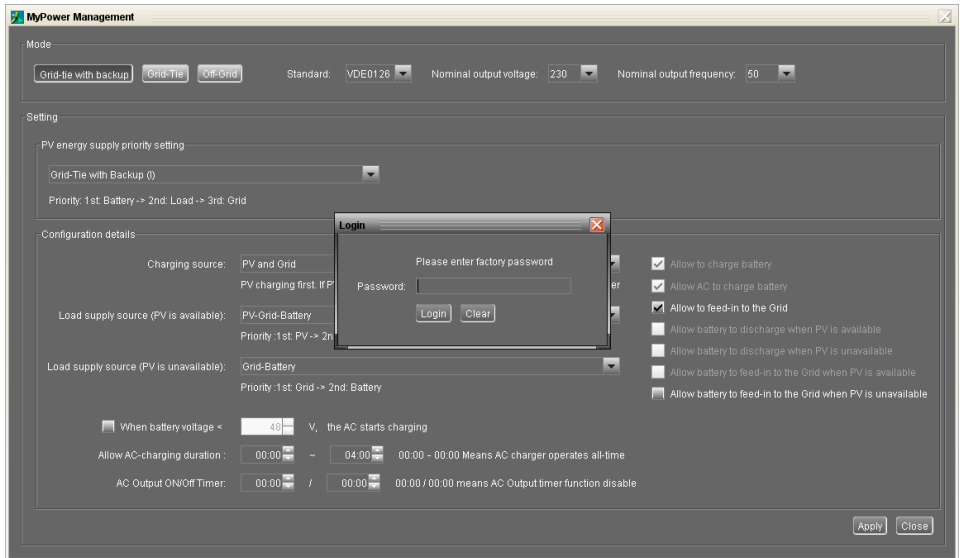 MyPower Management
Mode
Grid-tie with backup Grid-Tie Off-Grid Standard: VDE0126 Nominal output voltage: 230 Nominal output frequency: 50
Setting
PV energy supply priority setting
Grid-Tie with Backup (I)
Priority: 1st: Battery -> 2nd: Load -> 3rd: Grid
Configuration details
Charging source: PV and Grid
PV charging first. If
Load supply source (PV is available): PV-Grid-Battery
Priority :1st: PV -> 2n
Load supply source (PV is unavailable): Grid-Battery
Priority :1st: Grid -> 2nd: Battery
When battery voltage < 48 V, the AC starts charging
Allow AC-charging duration : 00:00 ~ 04:00 00:00 - 00:00 Means AC charger operates all-time
AC Output ON/Off Timer: 00:00 / 00:00 00:00 / 00:00 means AC Output timer function disable
Login
Please enter factory password
Password:
Login Clear
Allow to charge battery
Allow AC to charge battery
Allow to feed-in to the Grid
Allow battery to discharge when PV is available
Allow battery to discharge when PV is unavailable
Allow battery to feed-in to the Grid when PV is available
Allow battery to feed-in to the Grid when PV is unavailable
Apply Close